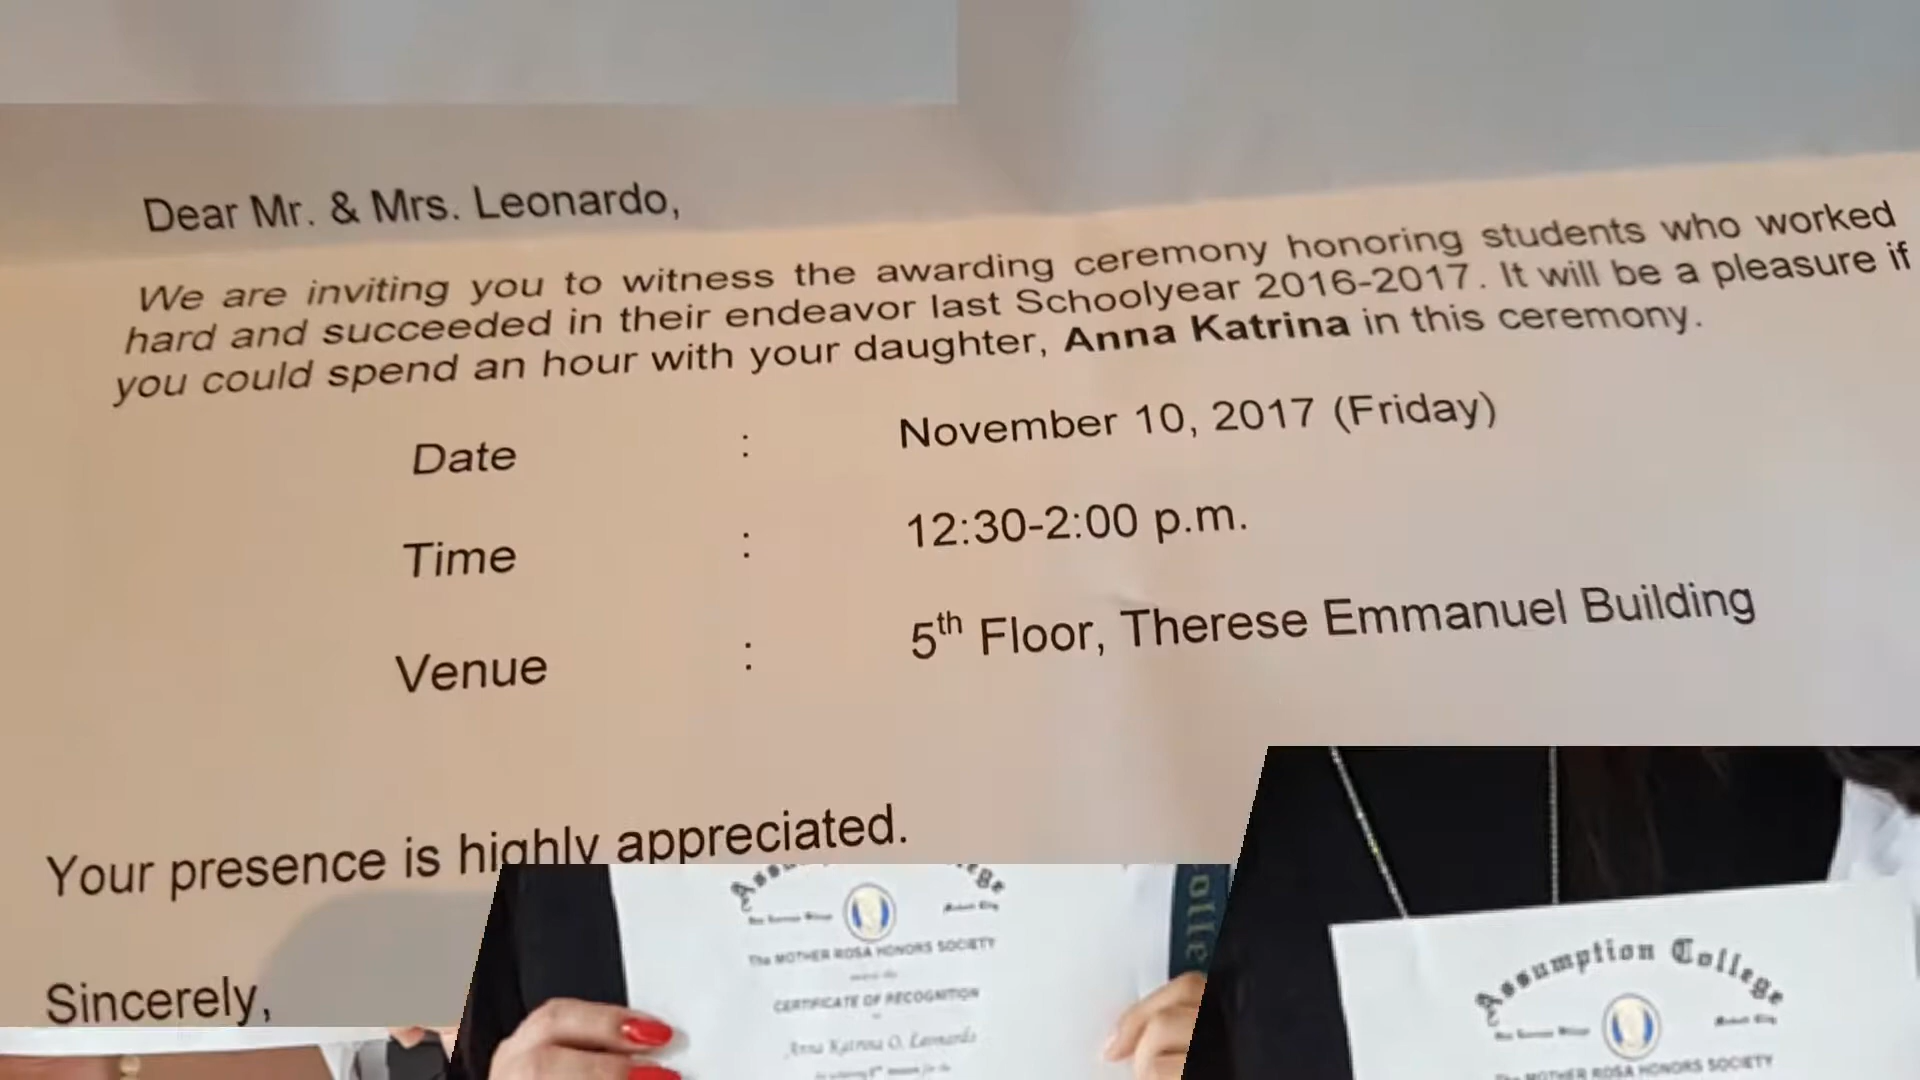 Dear Mr. & Mrs. Leonardo,
We are inviting you to witness the awarding ceremony honoring students who worked
hard and succeeded in their endeavor last Schoolyear 2016-2017. It will be a pleasure if
you could spend an hour with your daughter, Anna Katrina in this ceremony.
Date : November 10, 2017 (Friday)
Time : 12:30-2:00 p.m.
Venue : 5th Floor, Therese Emmanuel Building
Your presence is highly appreciated.
Sincerely,
The MOTHER ROSA HONORS SOCIETY
CERTIFICATE OF RECOGNITION
Anna Katrina O. Leonardo
Assumption College
The MOTHER ROSA HONORS SOCIETY